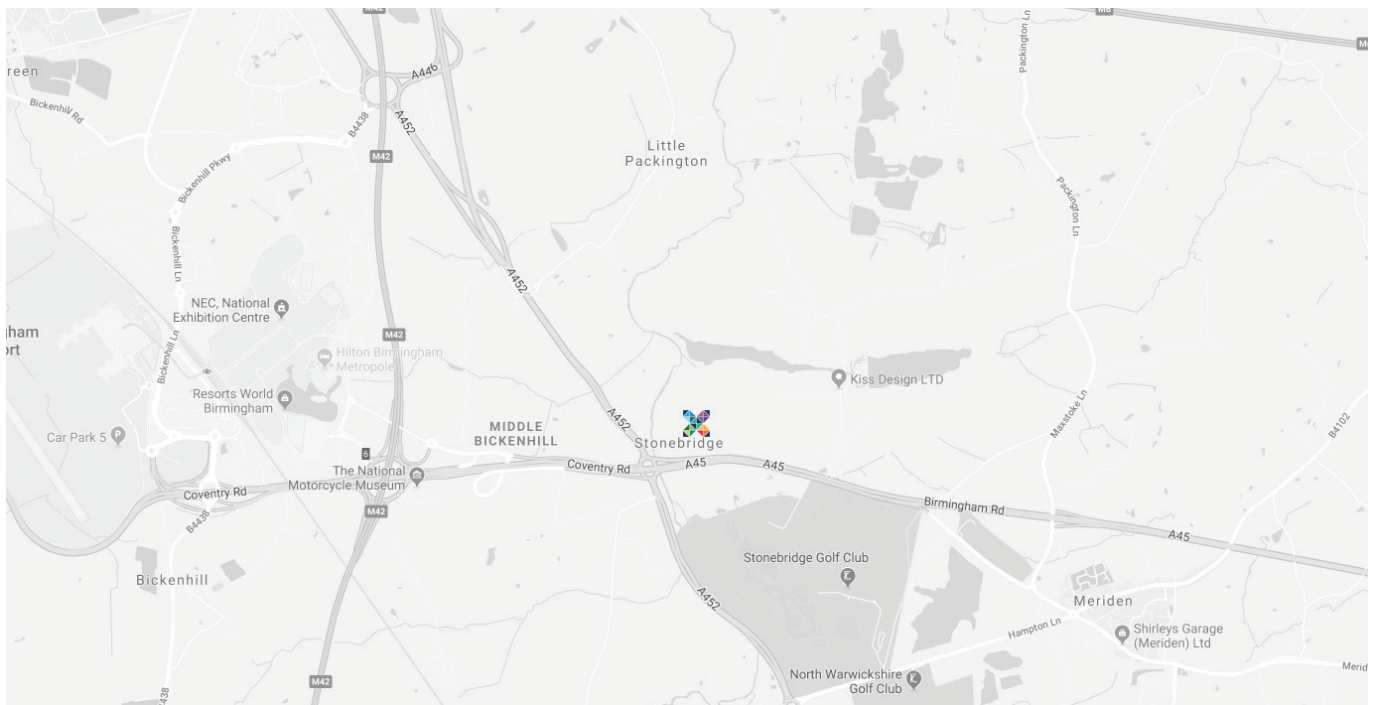 M42
M6
Packington Ln
M6
reen
A446
Bickenhill Rd
B4438
A452
Little
Packington
M42
Bickenhill Pkwy
Packington Ln
Bickenhill Ln
A452
NEC, National
Exhibition Centre
ham
ort
M42
Bickenhill Ln
Hilton Birmingham
Metropole
Kiss Design LTD
Resorts World
Birmingham
Maxstoke Ln
A452
B4102
MIDDLE
BICKENHILL
Car Park 5
P
Stonebridge
6
The National
Motorcycle Museum
Coventry Rd
A45
A45
Coventry Rd
Birmingham Rd
M42
B4438
A45
Stonebridge Golf Club
Bickenhill
A452
Meriden
Hampton Ln
Shirleys Garage
(Meriden) Ltd
North Warwickshire
Golf Club
Merid
M42
438